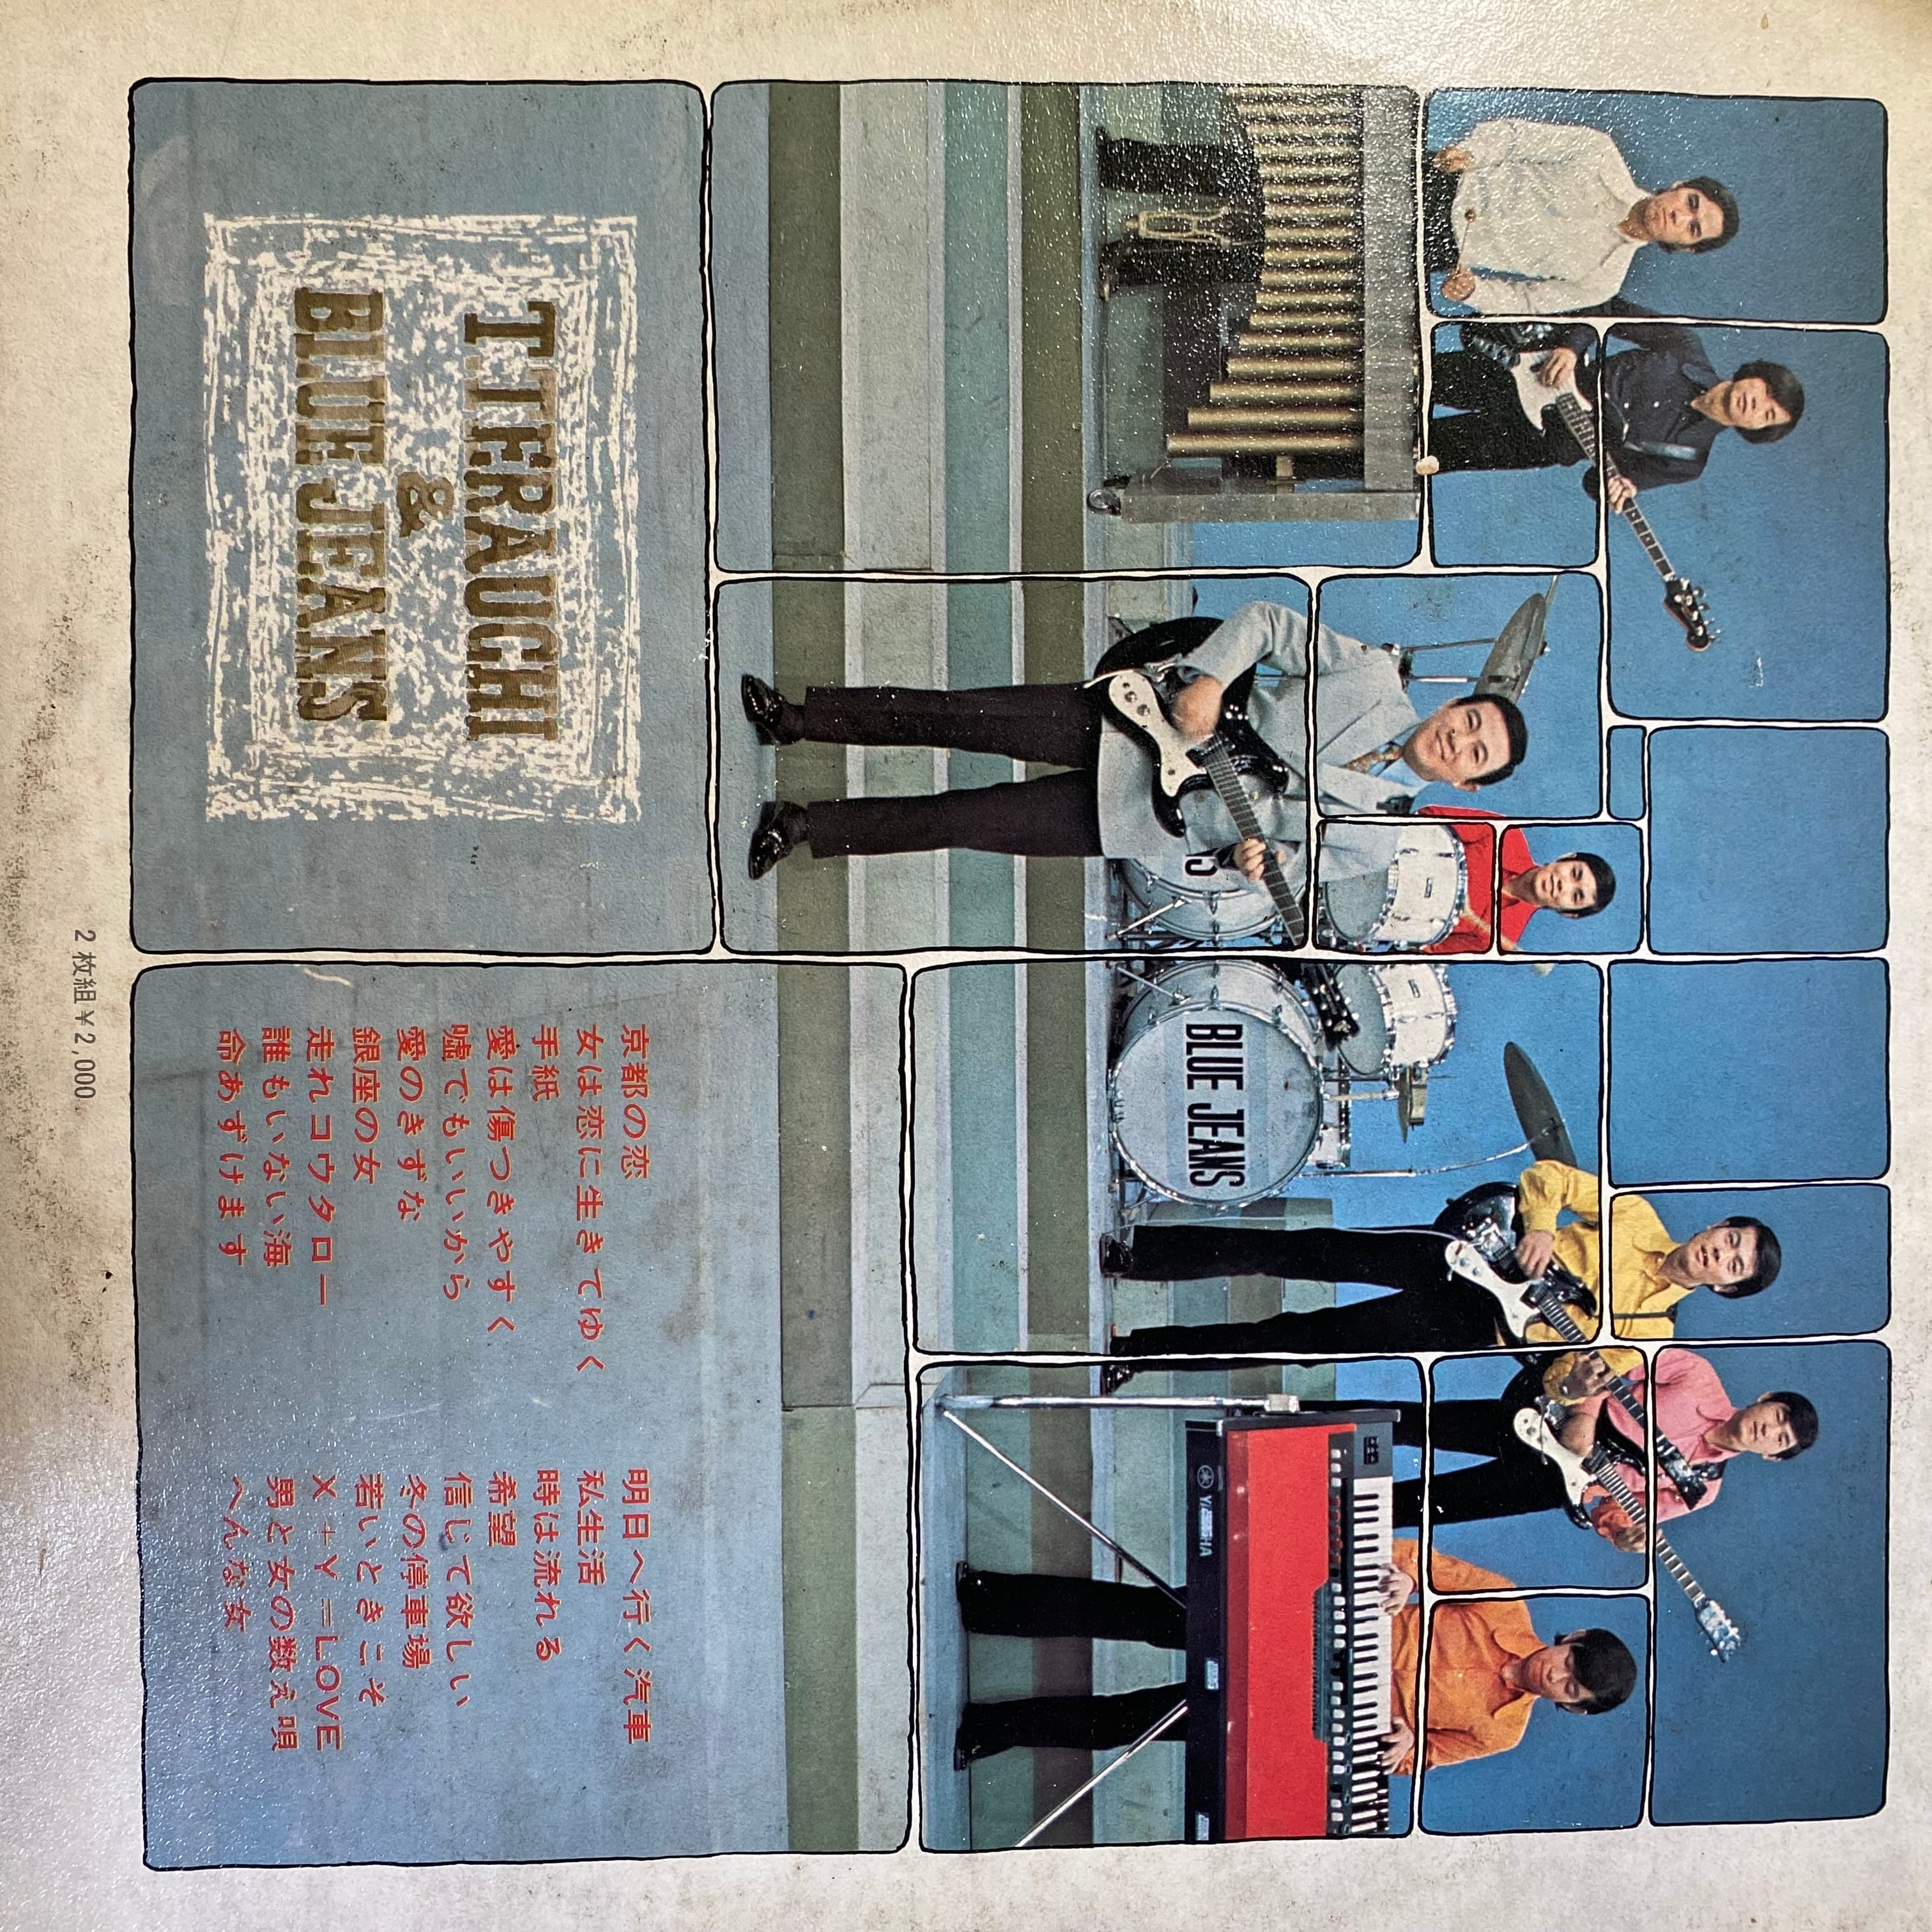 T.TERAUCHI
&
BLUE JEANS
BLUE JEANS
YAMAHA
京都の恋
女は恋に生きてゆく
手紙
愛は傷つきやすく
嘘でもいいから
愛のきずな
銀座の女
走れコウタロー
誰もいない海
命あずけます
明日へ行く汽車
私生活
時は流れる
希望
信じて欲しい
冬の停車場
若いときこそ
X+Y=LOVE
男と女の数え唄
へんな女
2枚組￥2,000